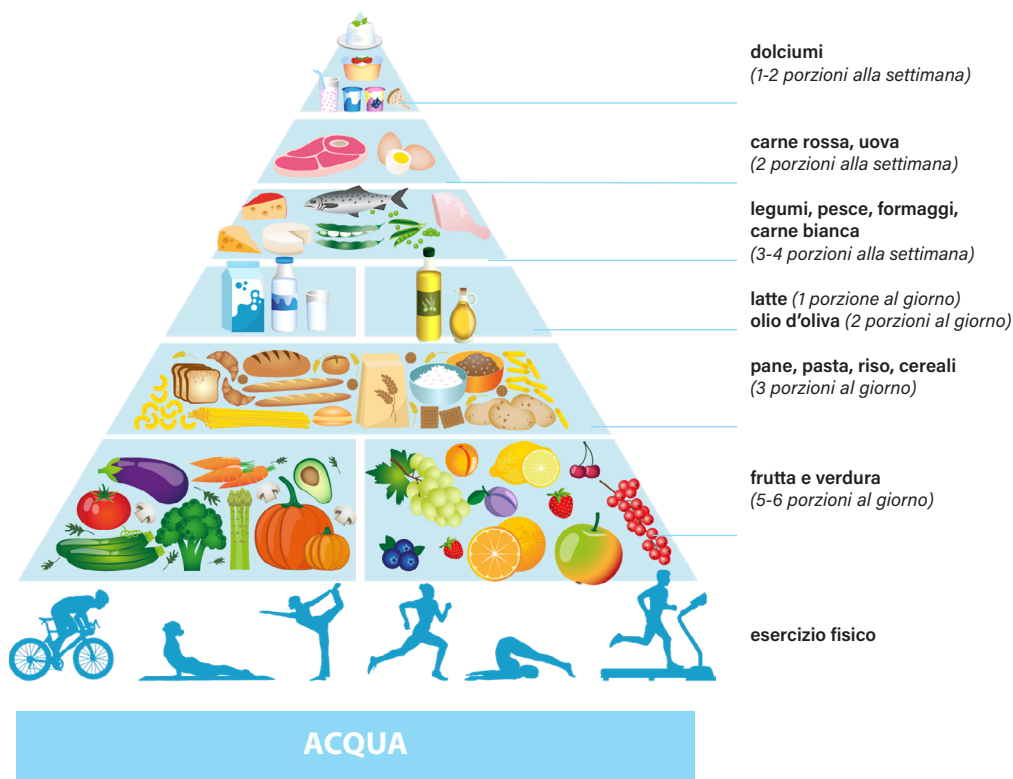 dolciumi
(1-2 porzioni alla settimana)
carne rossa, uova
(2 porzioni alla settimana)
legumi, pesce, formaggi,
carne bianca
(3-4 porzioni alla settimana)
latte (1 porzione al giorno)
olio d'oliva (2 porzioni al giorno)
pane, pasta, riso, cereali
(3 porzioni al giorno)
frutta e verdura
(5-6 porzioni al giorno)
esercizio fisico
ACQUA